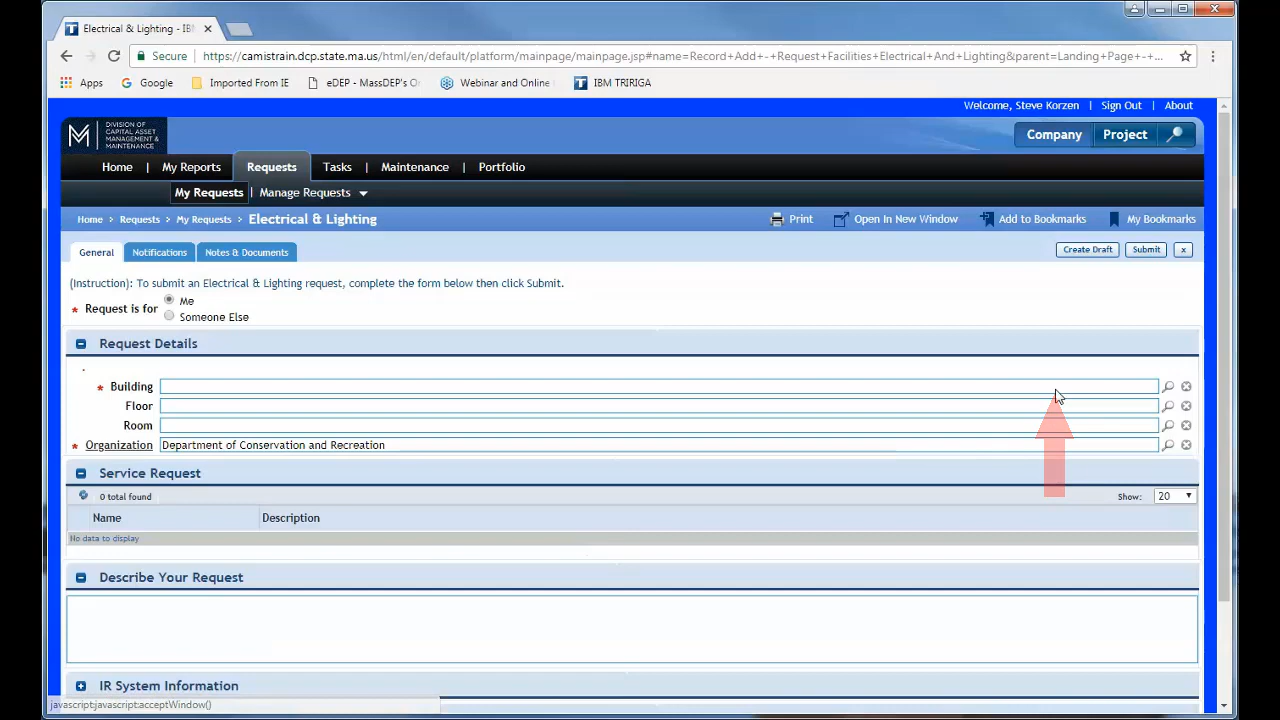 Electrical & Lighting - IB
Secure https://camistrain.dcp.state.ma.us/html/en/default/platform/mainpage/mainpage.jsp#name=Record+Add+-+Request+Facilities+Electrical+And+Lighting&parent=Landing+Page+-+...
Apps Google Imported From IE eDEP - MassDEP's O Webinar and Online IBM TRIRIGA
Welcome, Steve Korzen | Sign Out | About
DIVISION OF
CAPITAL ASSET
MANAGEMENT
& MAINTENANCE
Company Project
Home | My Reports Requests Tasks | Maintenance | Portfolio
My Requests | Manage Requests
Home > Requests > My Requests > Electrical & Lighting Print Open In New Window Add to Bookmarks My Bookmarks
General Notifications Notes & Documents Create Draft Submit x
(Instruction): To submit an Electrical & Lighting request, complete the form below then click Submit.
* Request is for Me
Someone Else
Request Details
.
* Building
Floor
Room
* Organization Department of Conservation and Recreation
Service Request
0 total found Show: 20
Name Description
No data to display
Describe Your Request
IR System Information
javascript:javascript:acceptWindow()